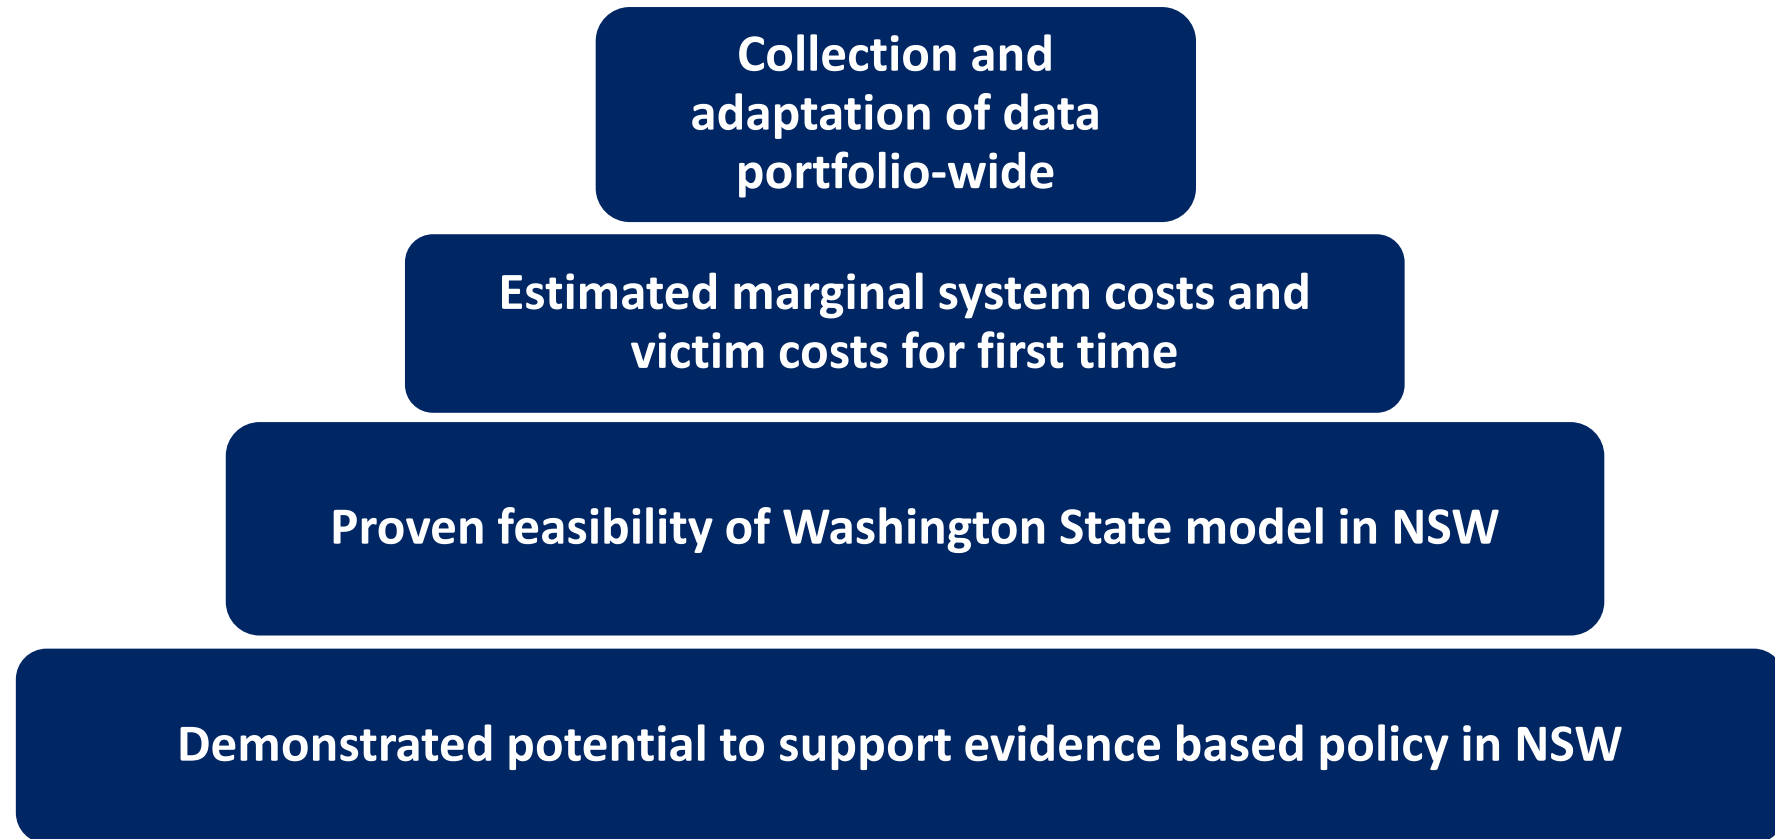 Collection and
adaptation of data
portfolio-wide
Estimated marginal system costs and
victim costs for first time
Proven feasibility of Washington State model in NSW
Demonstrated potential to support evidence based policy in NSW